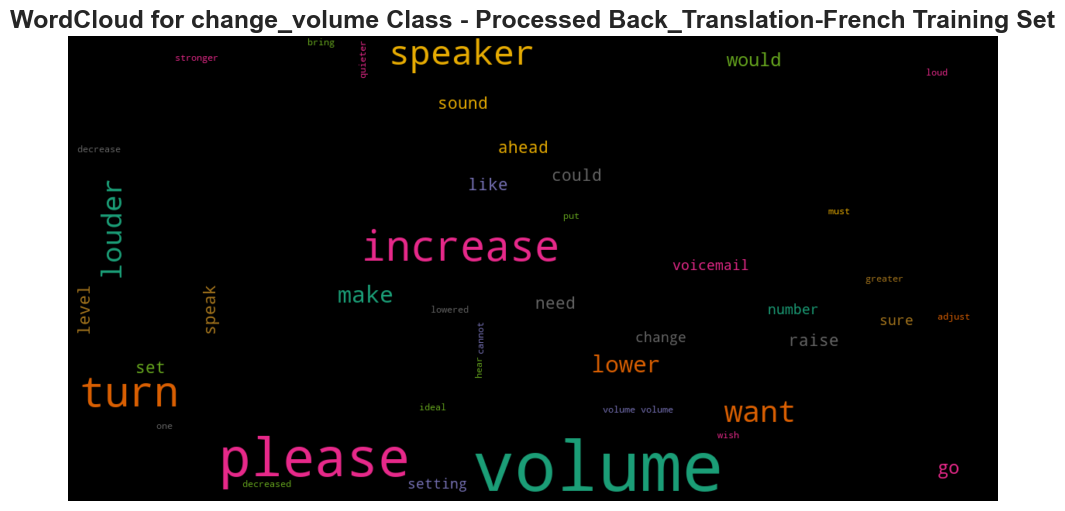 WordCloud for change_volume Class - Processed Back_Translation-French Training Set
bring
stronger
quieter
speaker
would
loud
sound
decrease
ahead
like
could
louder
put
must
increase
voicemail
greater
level
speak
make
lowered
need
number
sure
adjust
cannot
change
raise
hear
set
lower
turn
ideal
volume volume
want
one
wish
please
volume
go
decreased
setting